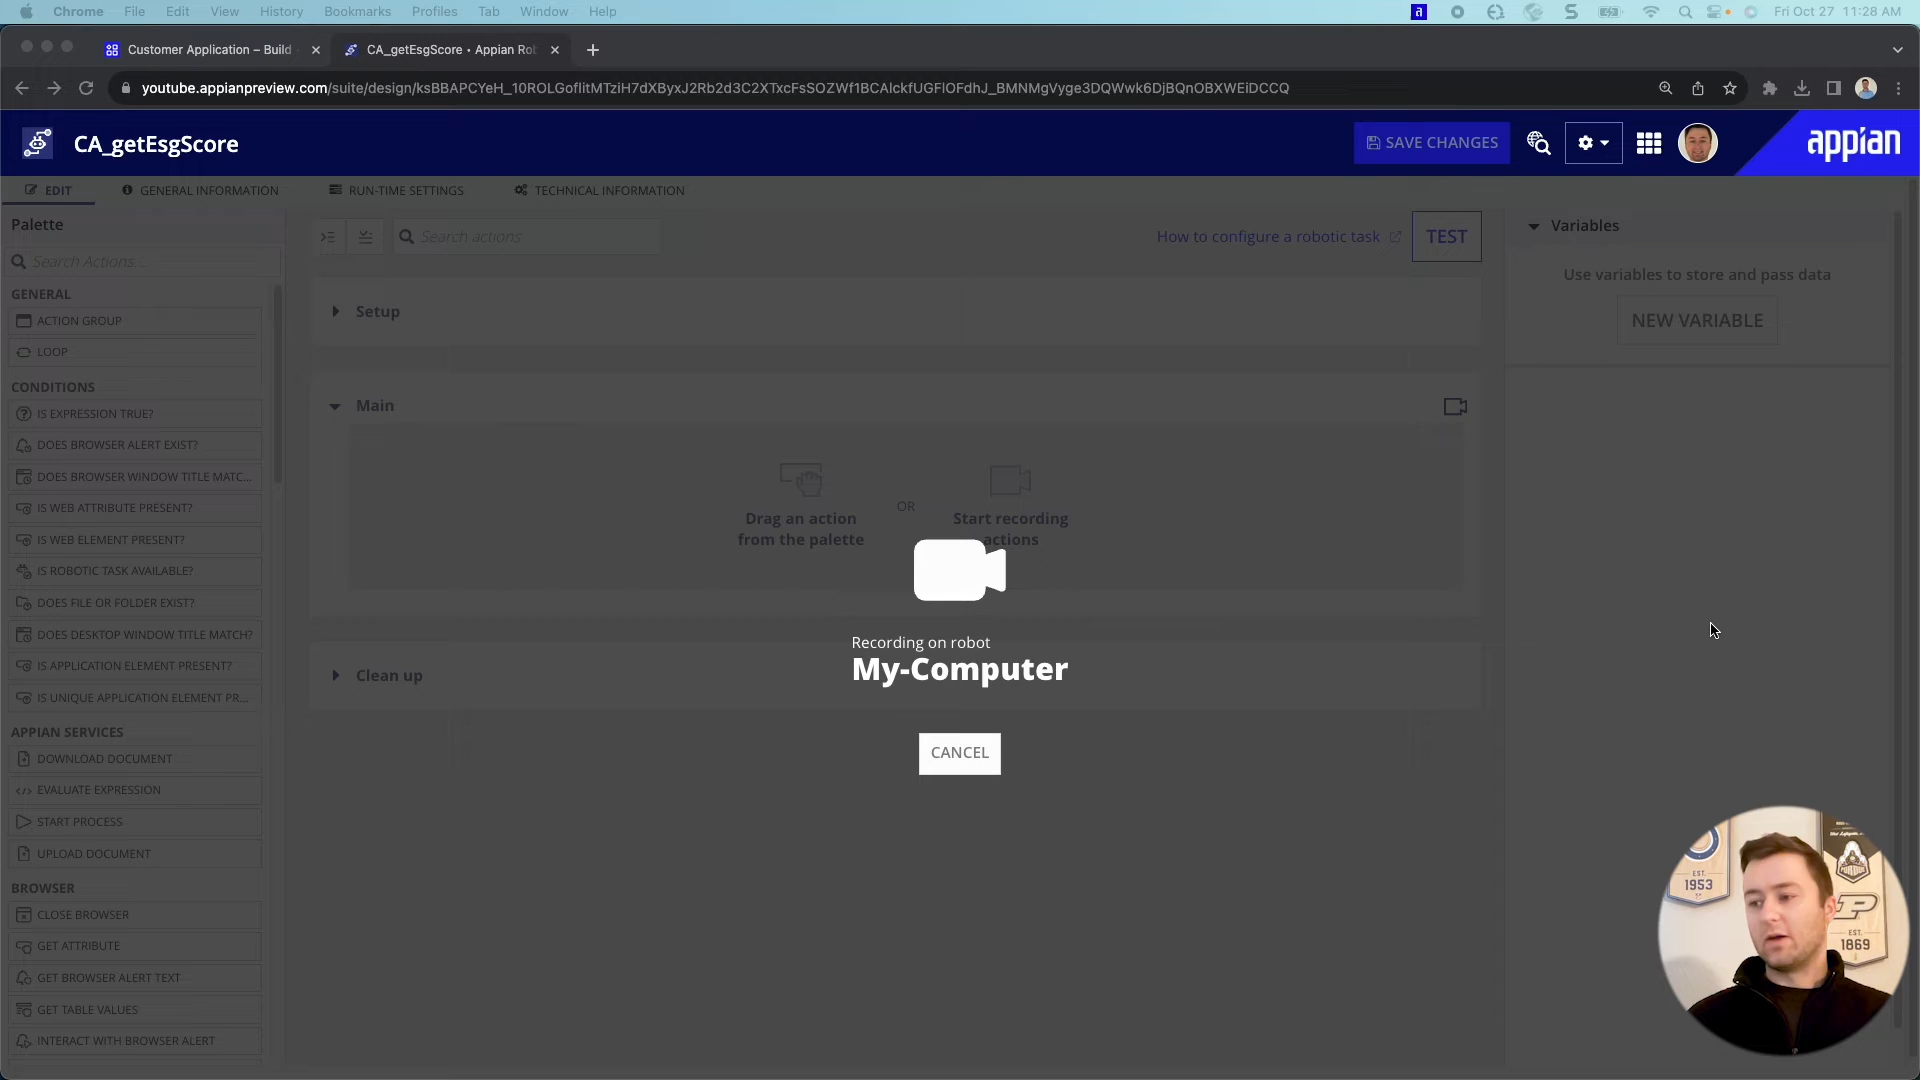 Chrome File Edit View History Bookmarks Profiles Tab Window Help
Fri Oct 27 11:28 AM
Customer Application – Build
CA_getEsgScore • Appian Rob
youtube.appianpreview.com/suite/design/ksBBAPCYeH_10ROLGoflitMTziH7dXByxJ2Rb2d3C2XTxcFsSOZWf1BCAlckfUGFlOFdhJ_BMNMgVyge3DQWwk6DjBQnOBXWEiDCCQ
CA_getEsgScore
SAVE CHANGES
appian
EDIT
GENERAL INFORMATION
RUN-TIME SETTINGS
TECHNICAL INFORMATION
Palette
Search Actions...
GENERAL
ACTION GROUP
LOOP
CONDITIONS
IS EXPRESSION TRUE?
DOES BROWSER ALERT EXIST?
DOES BROWSER WINDOW TITLE MATC...
IS WEB ATTRIBUTE PRESENT?
IS WEB ELEMENT PRESENT?
IS ROBOTIC TASK AVAILABLE?
DOES FILE OR FOLDER EXIST?
DOES DESKTOP WINDOW TITLE MATCH?
IS APPLICATION ELEMENT PRESENT?
IS UNIQUE APPLICATION ELEMENT PR...
APPIAN SERVICES
DOWNLOAD DOCUMENT
EVALUATE EXPRESSION
START PROCESS
UPLOAD DOCUMENT
BROWSER
CLOSE BROWSER
GET ATTRIBUTE
GET BROWSER ALERT TEXT
GET TABLE VALUES
INTERACT WITH BROWSER ALERT
Search actions
How to configure a robotic task
TEST
Setup
Main
Drag an action
from the palette
OR
Start recording
actions
Recording on robot
My-Computer
Clean up
CANCEL
Variables
Use variables to store and pass data
NEW VARIABLE
EST.
1953
PURDUE
P
EST.
1869